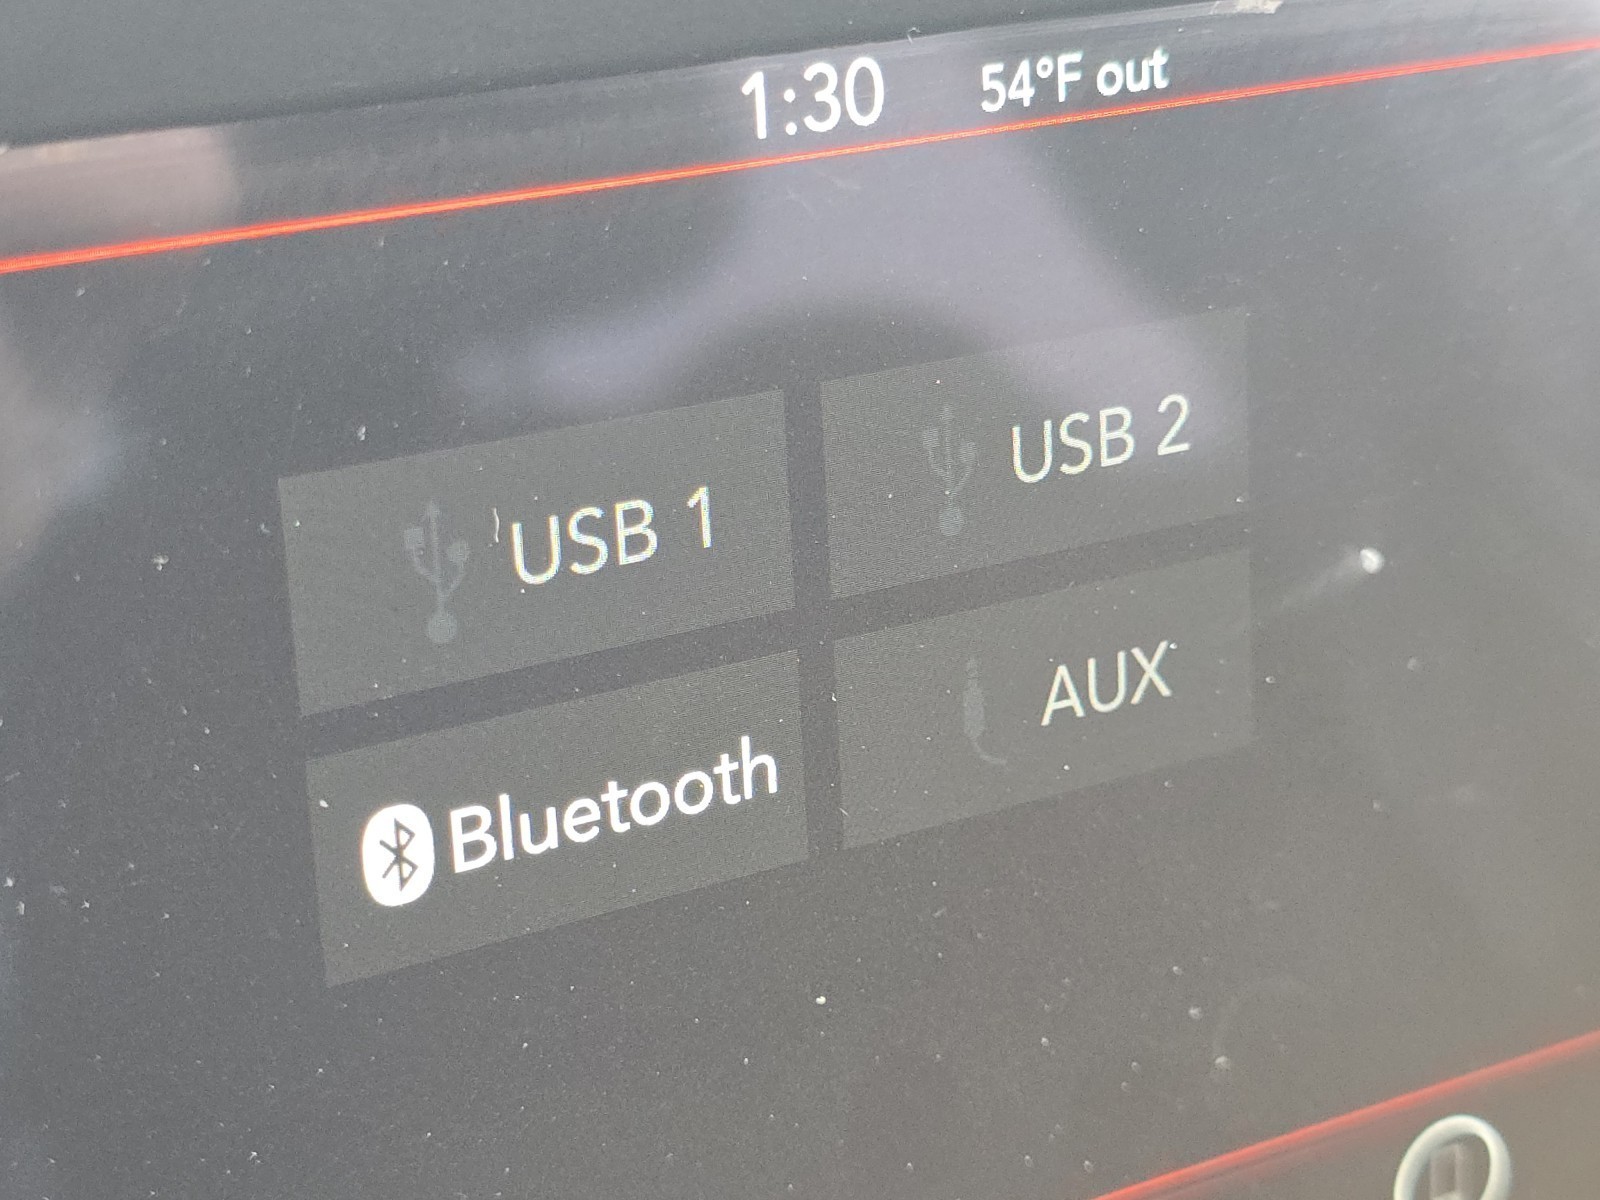 1:30 54°F out
USB 1 USB 2
Bluetooth AUX